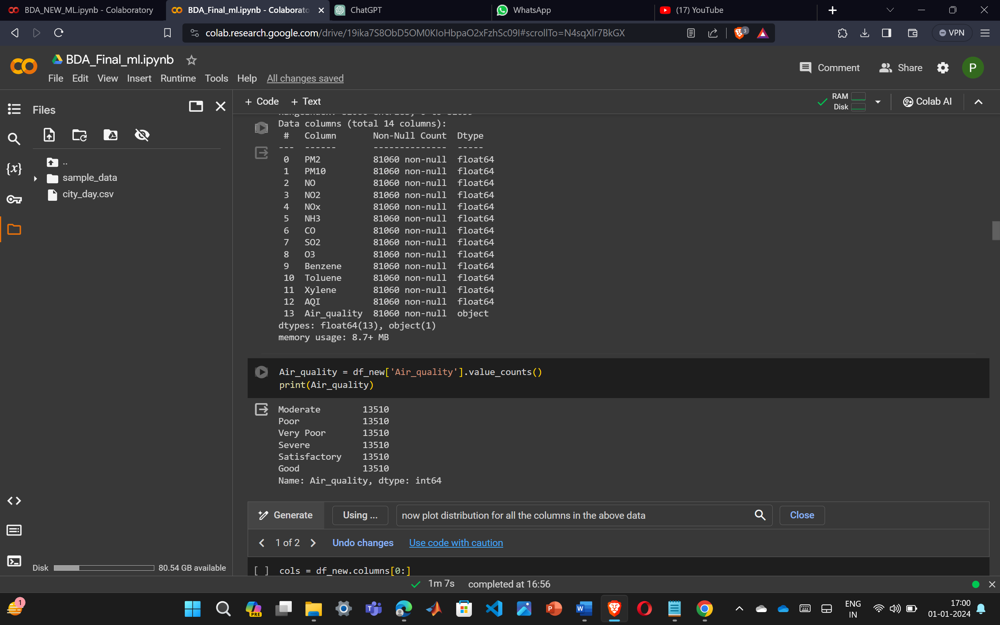 BDA_NEW_ML.ipynb - Colaboratory
BDA_Final_ml.ipynb - Colaborato
ChatGPT
WhatsApp
(17) YouTube
colab.research.google.com/drive/19ika7S8ObD5OM0KIoHbpaO2xFzhSc09I#scrollTo=N4sqXlr7BkGX
3
VPN
BDA_Final_ml.ipynb
Comment
Share
P
File Edit View Insert Runtime Tools Help All changes saved
Files
+ Code + Text
RAM
Disk
Colab AI
Data columns (total 14 columns):
# Column Non-Null Count Dtype
--- ------ -------------- -----
0 PM2 81060 non-null float64
1 PM10 81060 non-null float64
2 NO 81060 non-null float64
3 NO2 81060 non-null float64
4 NOx 81060 non-null float64
5 NH3 81060 non-null float64
6 CO 81060 non-null float64
7 SO2 81060 non-null float64
8 O3 81060 non-null float64
9 Benzene 81060 non-null float64
10 Toluene 81060 non-null float64
11 Xylene 81060 non-null float64
12 AQI 81060 non-null float64
13 Air_quality 81060 non-null object
dtypes: float64(13), object(1)
memory usage: 8.7+ MB
..
sample_data
city_day.csv
{x}
Air_quality = df_new['Air_quality'].value_counts()
print(Air_quality)
Moderate 13510
Poor 13510
Very Poor 13510
Severe 13510
Satisfactory 13510
Good 13510
Name: Air_quality, dtype: int64
Generate
Using ...
now plot distribution for all the columns in the above data
Close
1 of 2
Undo changes
Use code with caution
[ ] cols = df_new.columns[0:]
Disk 80.54 GB available
1m 7s completed at 16:56
1
PRE
T
P
W
ENG
IN
17:00
01-01-2024